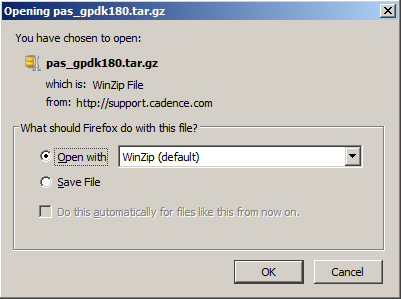 Opening pas_gpdk180.tar.gz
You have chosen to open:
pas_gpdk180.tar.gz
which is: WinZip File
from: http://support.cadence.com
What should Firefox do with this file?
Open with WinZip (default)
Save File
Do this automatically for files like this from now on.
OK Cancel